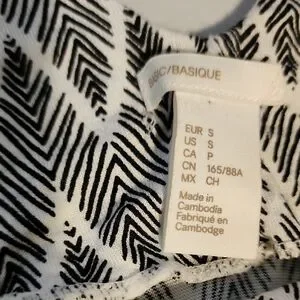 BASIC/BASIQUE
EUR S
US S
CA P
CN 165/88A
MX CH
Made in
Cambodia
Fabriqué en
Cambodge